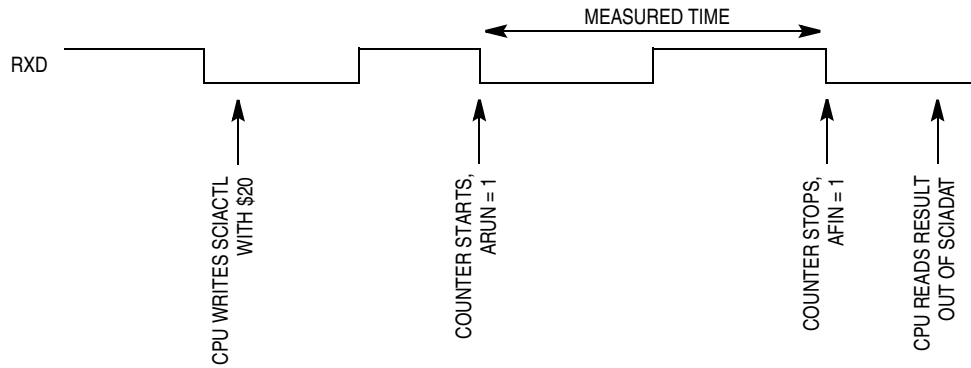 MEASURED TIME
RXD
CPU WRITES SCIACTL
WITH $20
COUNTER STARTS,
ARUN = 1
COUNTER STOPS,
AFIN = 1
CPU READS RESULT
OUT OF SCIADAT